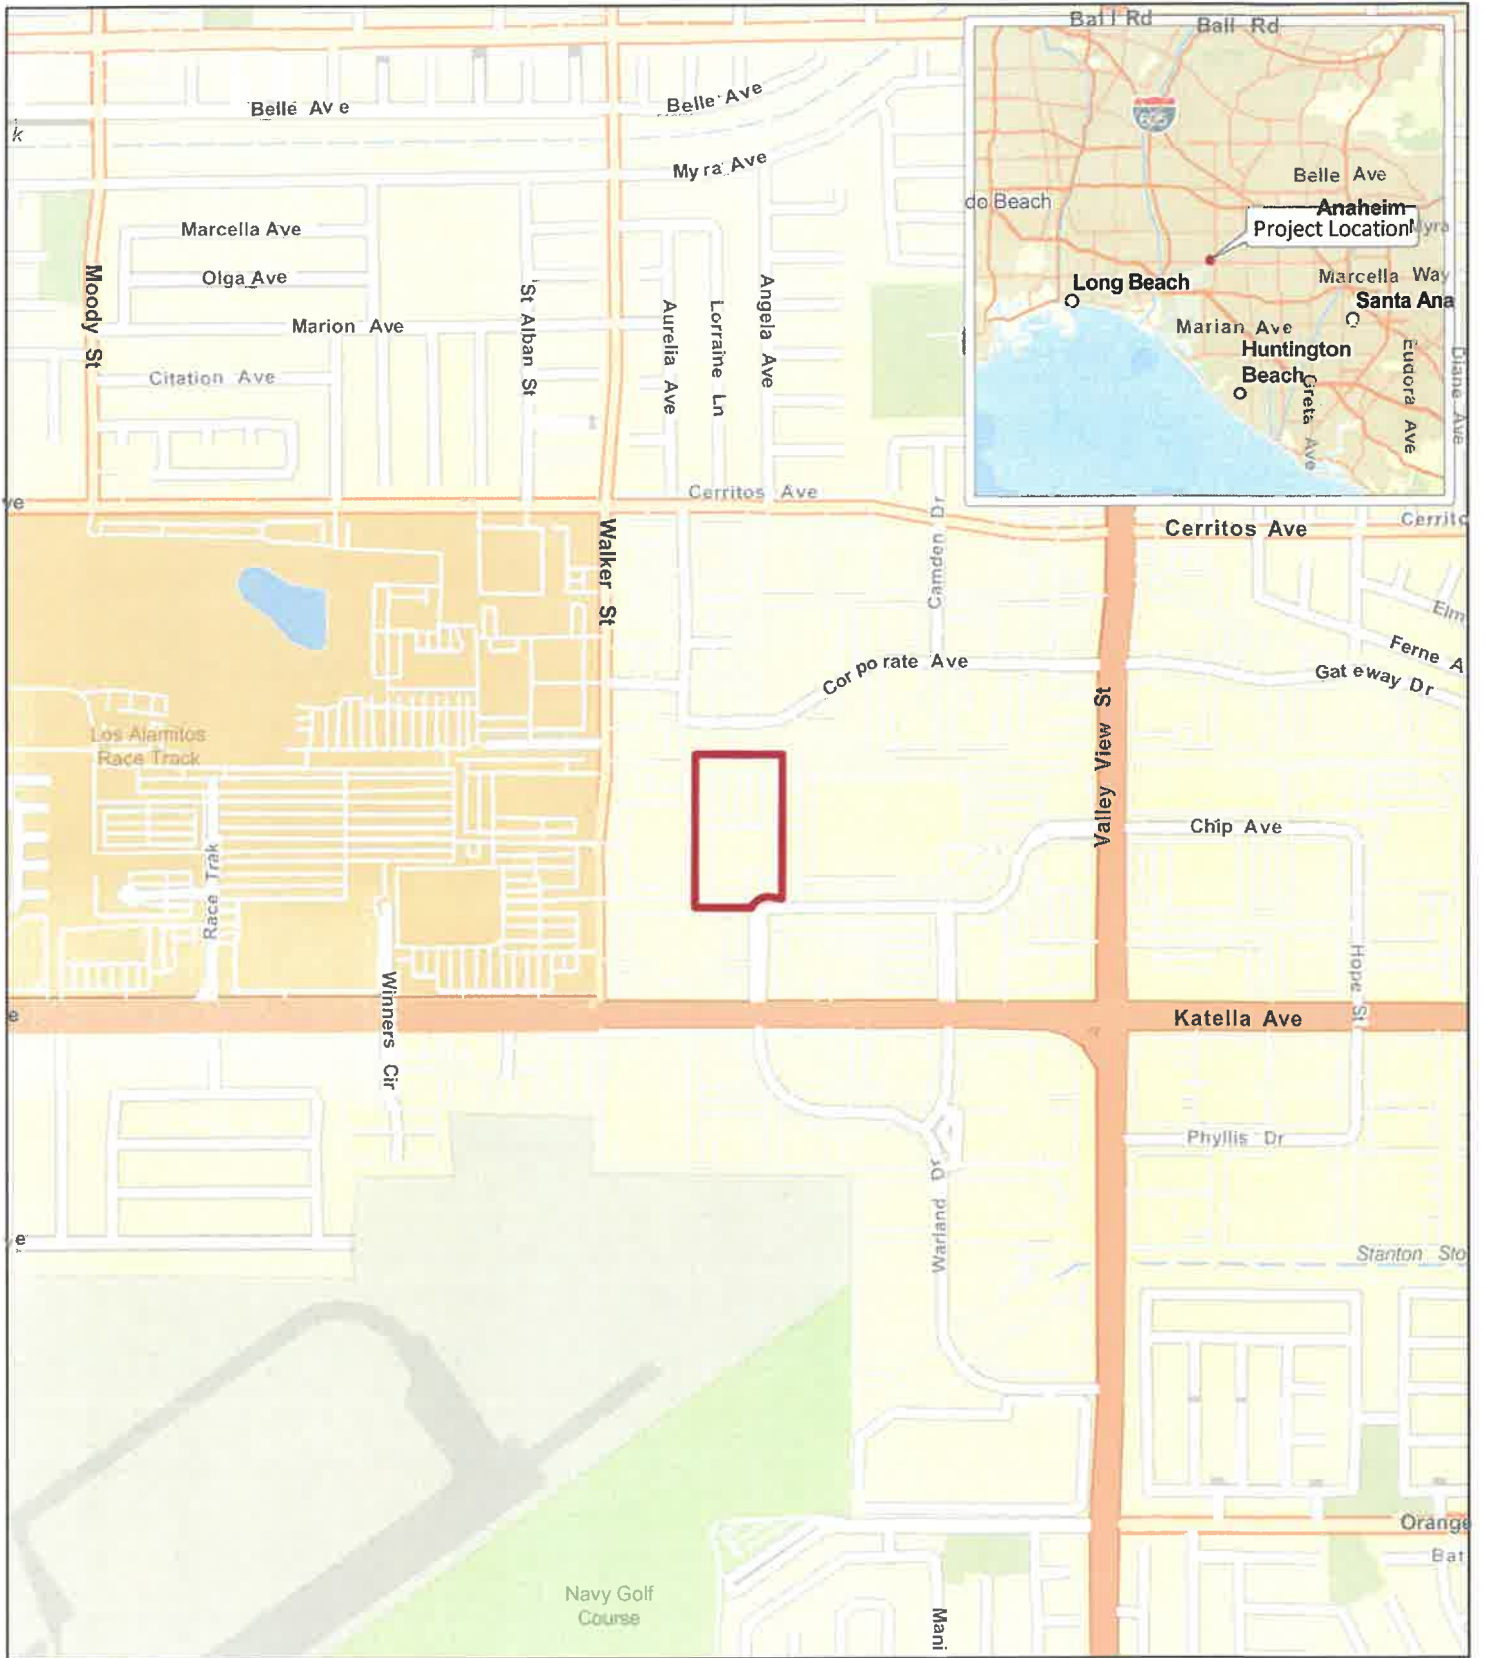 Ball Rd
Ball Rd
Belle Ave
Belle Ave
k
Myra Ave
605
Belle Ave
do Beach
Anaheim
Project Location
Myra
Marcella Ave
Olga Ave
Moody St
St Alban St
Marion Ave
Aurelia Ave
Lorraine Ln
Angela Ave
Long Beach
Marcella Way
Santa Ana
Marian Ave
Huntington
Beach
Greta Ave
Eudora Ave
Diane Ave
Citation Ave
ve
Cerritos Ave
Camden Dr
Cerritos Ave
Cerrito
Walker St
Elm
Ferne A
Corporate Ave
Gateway Dr
Los Alamitos
Race Track
Valley View St
Chip Ave
Race Trak
Winners Cir
Hope St
e
Katella Ave
Phyllis Dr
Warland Dr
e
Stanton Sto
Orange
Bat
Navy Golf
Course
Mani